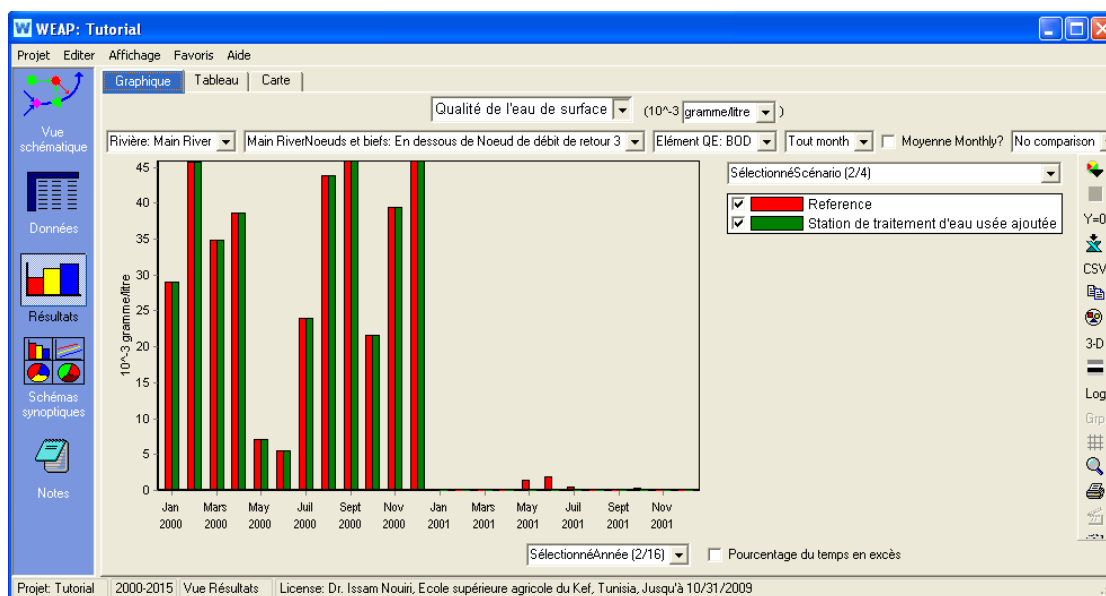 WEAP: Tutorial
Projet Editer Affichage Favoris Aide
Graphique Tableau Carte
Qualité de l'eau de surface (10^-3 gramme/litre )
Rivière: Main River Main RiverNoeuds et biefs: En dessous de Noeud de débit de retour 3 Elément QE: BOD Tout month Moyenne Monthly? No comparison
Vue
schématique
Données
Résultats
Schémas
synoptiques
Notes
45
40
35
30
25
20
15
10
5
0
10^-3 gramme/litre
Jan Mars May Juil Sept Nov Jan Mars May Juil Sept Nov
2000 2000 2000 2000 2000 2000 2001 2001 2001 2001 2001 2001
SélectionnéScénario (2/4)
Reference
Station de traitement d'eau usée ajoutée
Y=0
CSV
3-D
Log
Grp
SélectionnéAnnée (2/16) Pourcentage du temps en excès
Projet: Tutorial 2000-2015 Vue Résultats License: Dr. Issam Nouiri, Ecole supérieure agricole du Kef, Tunisia, Jusqu'à 10/31/2009